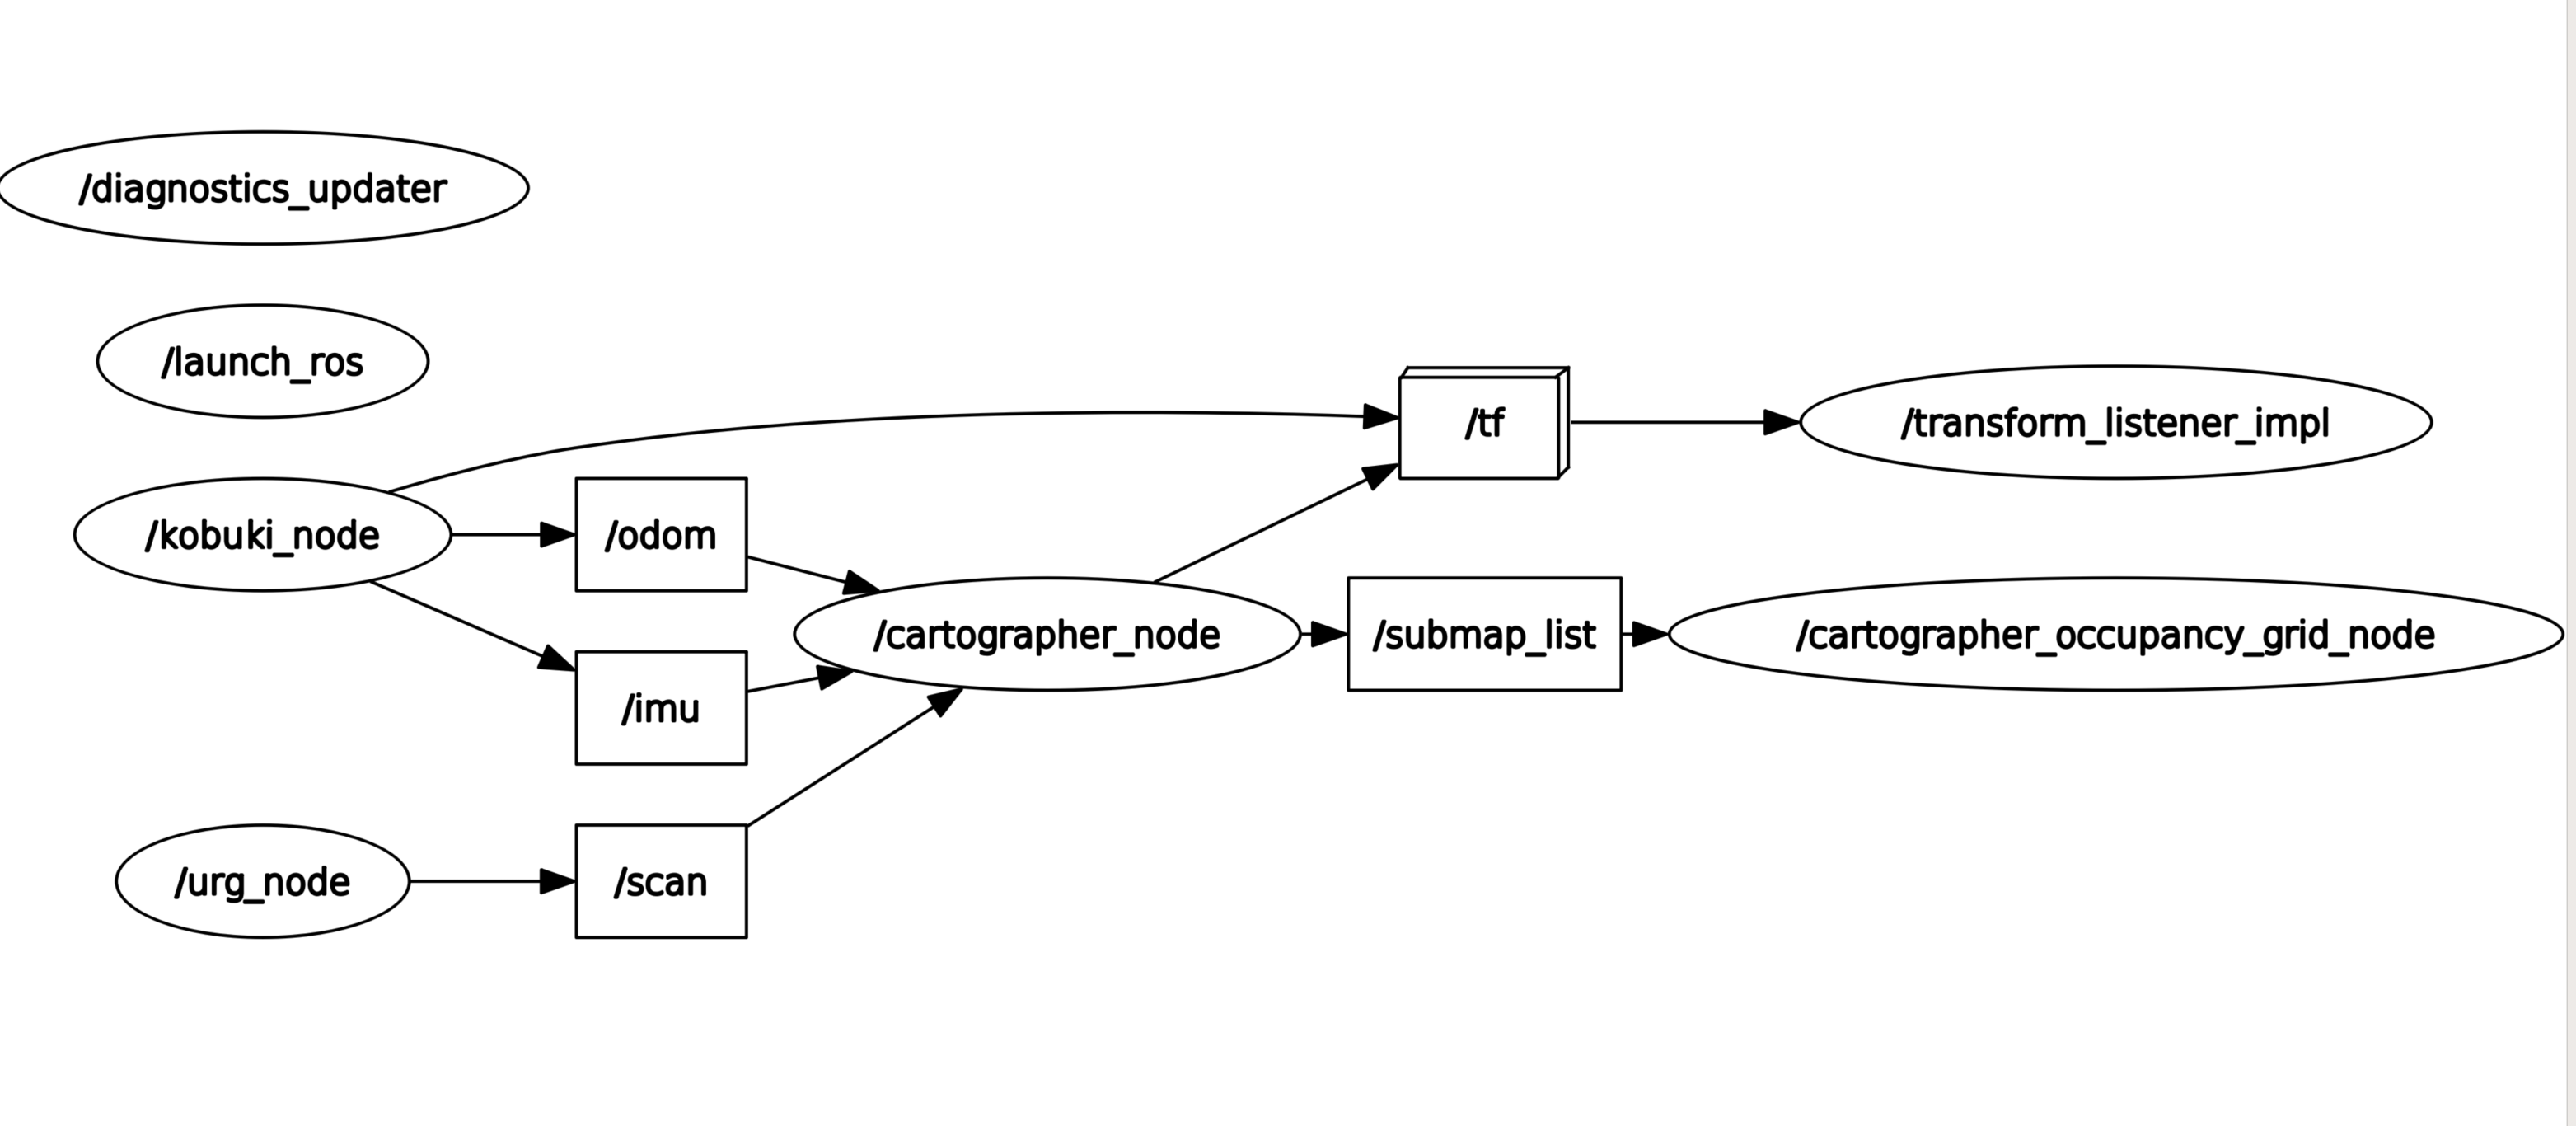 /diagnostics_updater
/launch_ros
/tf
/transform_listener_impl
/kobuki_node
/odom
/cartographer_node
/submap_list
/cartographer_occupancy_grid_node
/imu
/urg_node
/scan